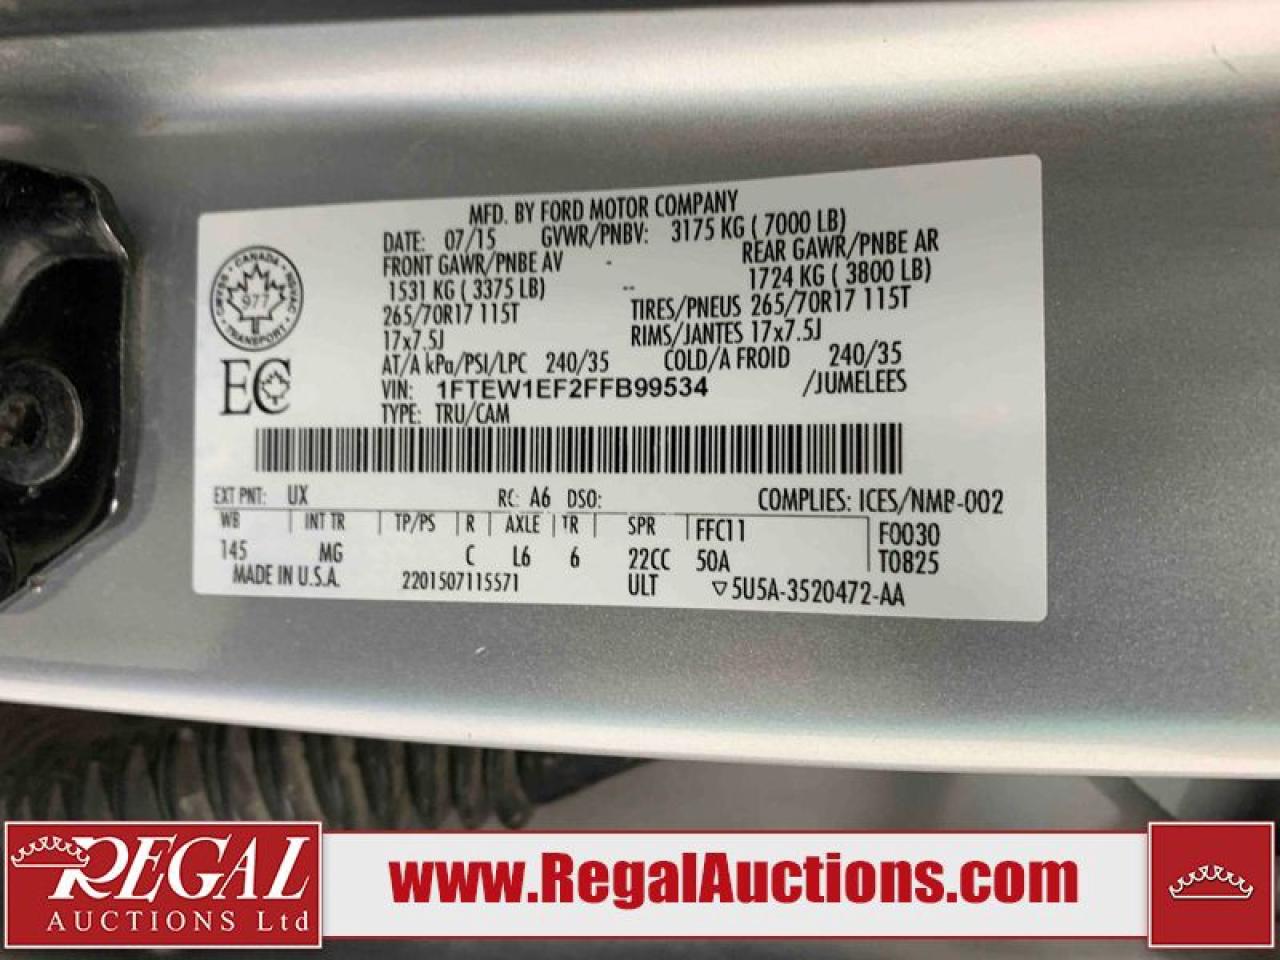 MFD. BY FORD MOTOR COMPANY
DATE: 07/15 GVWR/PNBV: 3175 KG ( 7000 LB)
FRONT GAWR/PNBE AV REAR GAWR/PNBE AR
1531 KG ( 3375 LB) -- 1724 KG ( 3800 LB)
265/70R17 115T TIRES/PNEUS 265/70R17 115T
17x7.5J RIMS/JANTES 17x7.5J
AT/A kPa/PSI/LPC 240/35 COLD/A FROID 240/35
VIN: 1FTEW1EF2FFB99534 /JUMELEES
TYPE: TRU/CAM
CANADA
977
TRANSPORT
EC
EXT PNT: UX RC: A6 DSO: COMPLIES: ICES/NMB-002
WB INT TR TP/PS R AXLE TR SPR FFC11 F0030
145 MG C L6 6 22CC 50A T0825
MADE IN U.S.A. 2201507115571 ULT ▽5U5A-3520472-AA
REGAL
AUCTIONS Ltd
www.RegalAuctions.com